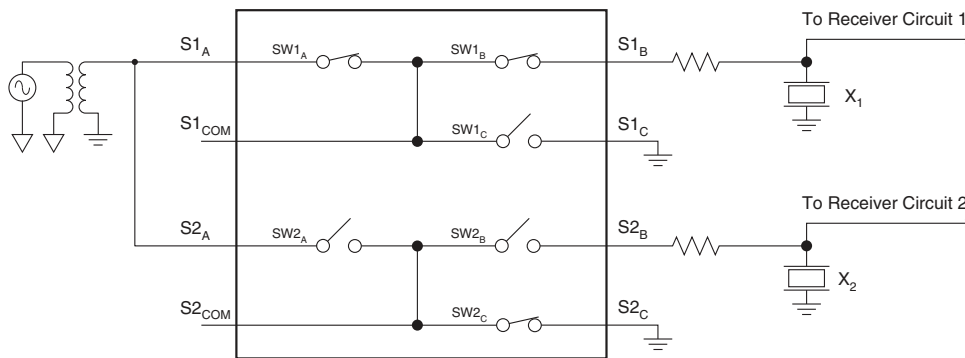 To Receiver Circuit 1
S1A SW1A SW1B S1B
X1
S1COM SW1C S1C
To Receiver Circuit 2
S2A SW2A SW2B S2B
X2
S2COM SW2C S2C